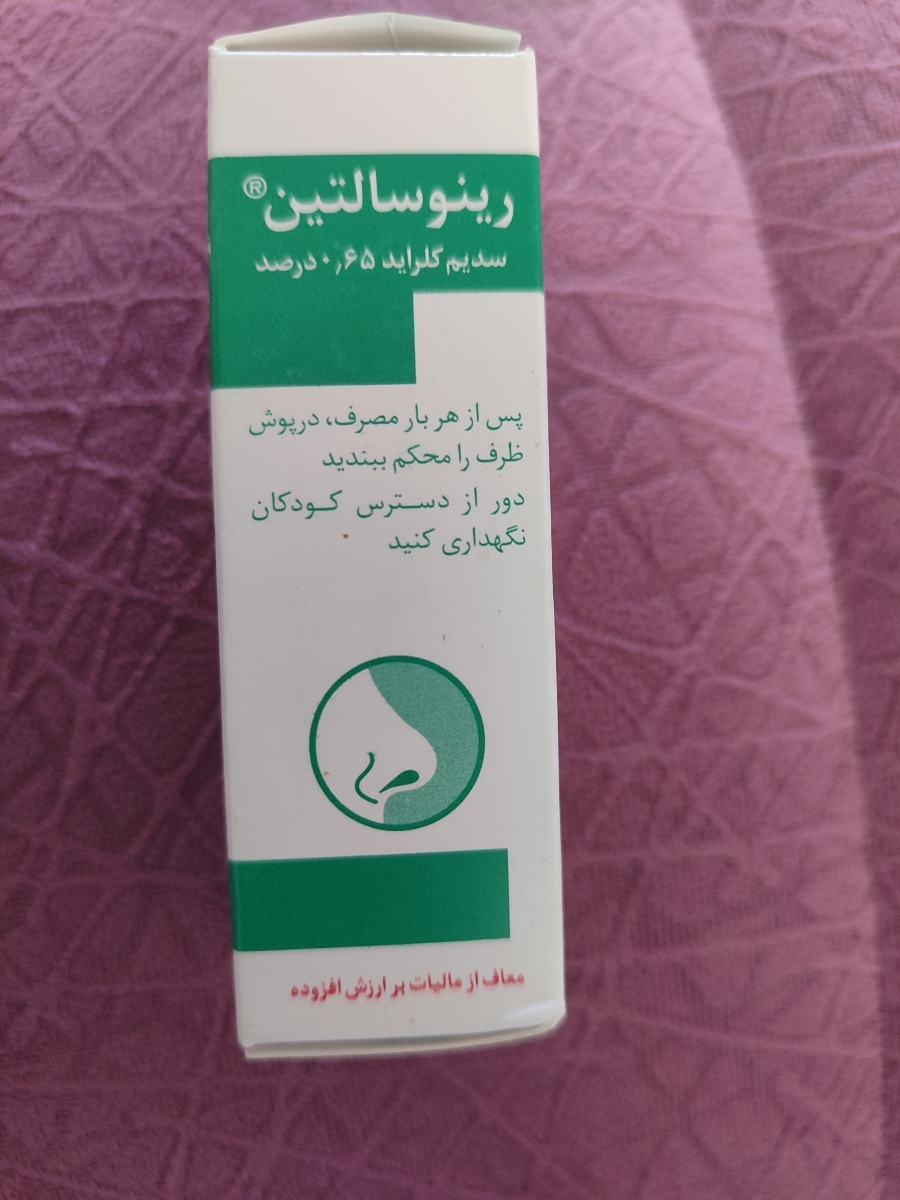 رینوسالتین®
سدیم کلراید ۰٫۶۵ درصد
پس از هر بار مصرف، درپوش
ظرف را محکم ببندید
دور از دسترس کودکان
نگهداری کنید
معاف از مالیات بر ارزش افزوده